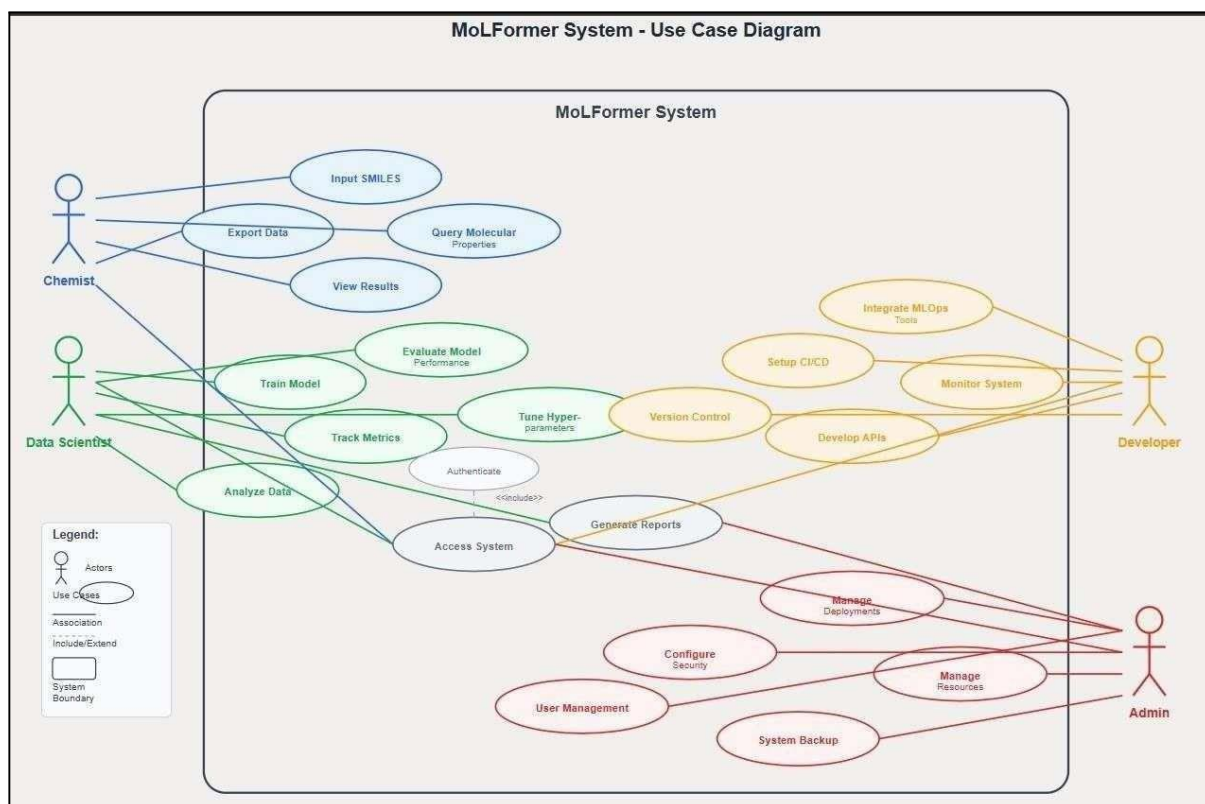 MoLFormer System - Use Case Diagram
MoLFormer System
Input SMILES
Export Data
Query Molecular
Properties
View Results
Chemist
Integrate MLOps
Tools
Evaluate Model
Performance
Setup CI/CD
Train Model
Monitor System
Tune Hyper-
parameters
Version Control
Track Metrics
Develop APIs
Data Scientist
Developer
Authenticate
Analyze Data
<<include>>
Generate Reports
Access System
Legend:
Actors
Use Cases
Association
Include/Extend
System
Boundary
Manage
Deployments
Configure
Security
Manage
Resources
User Management
Admin
System Backup